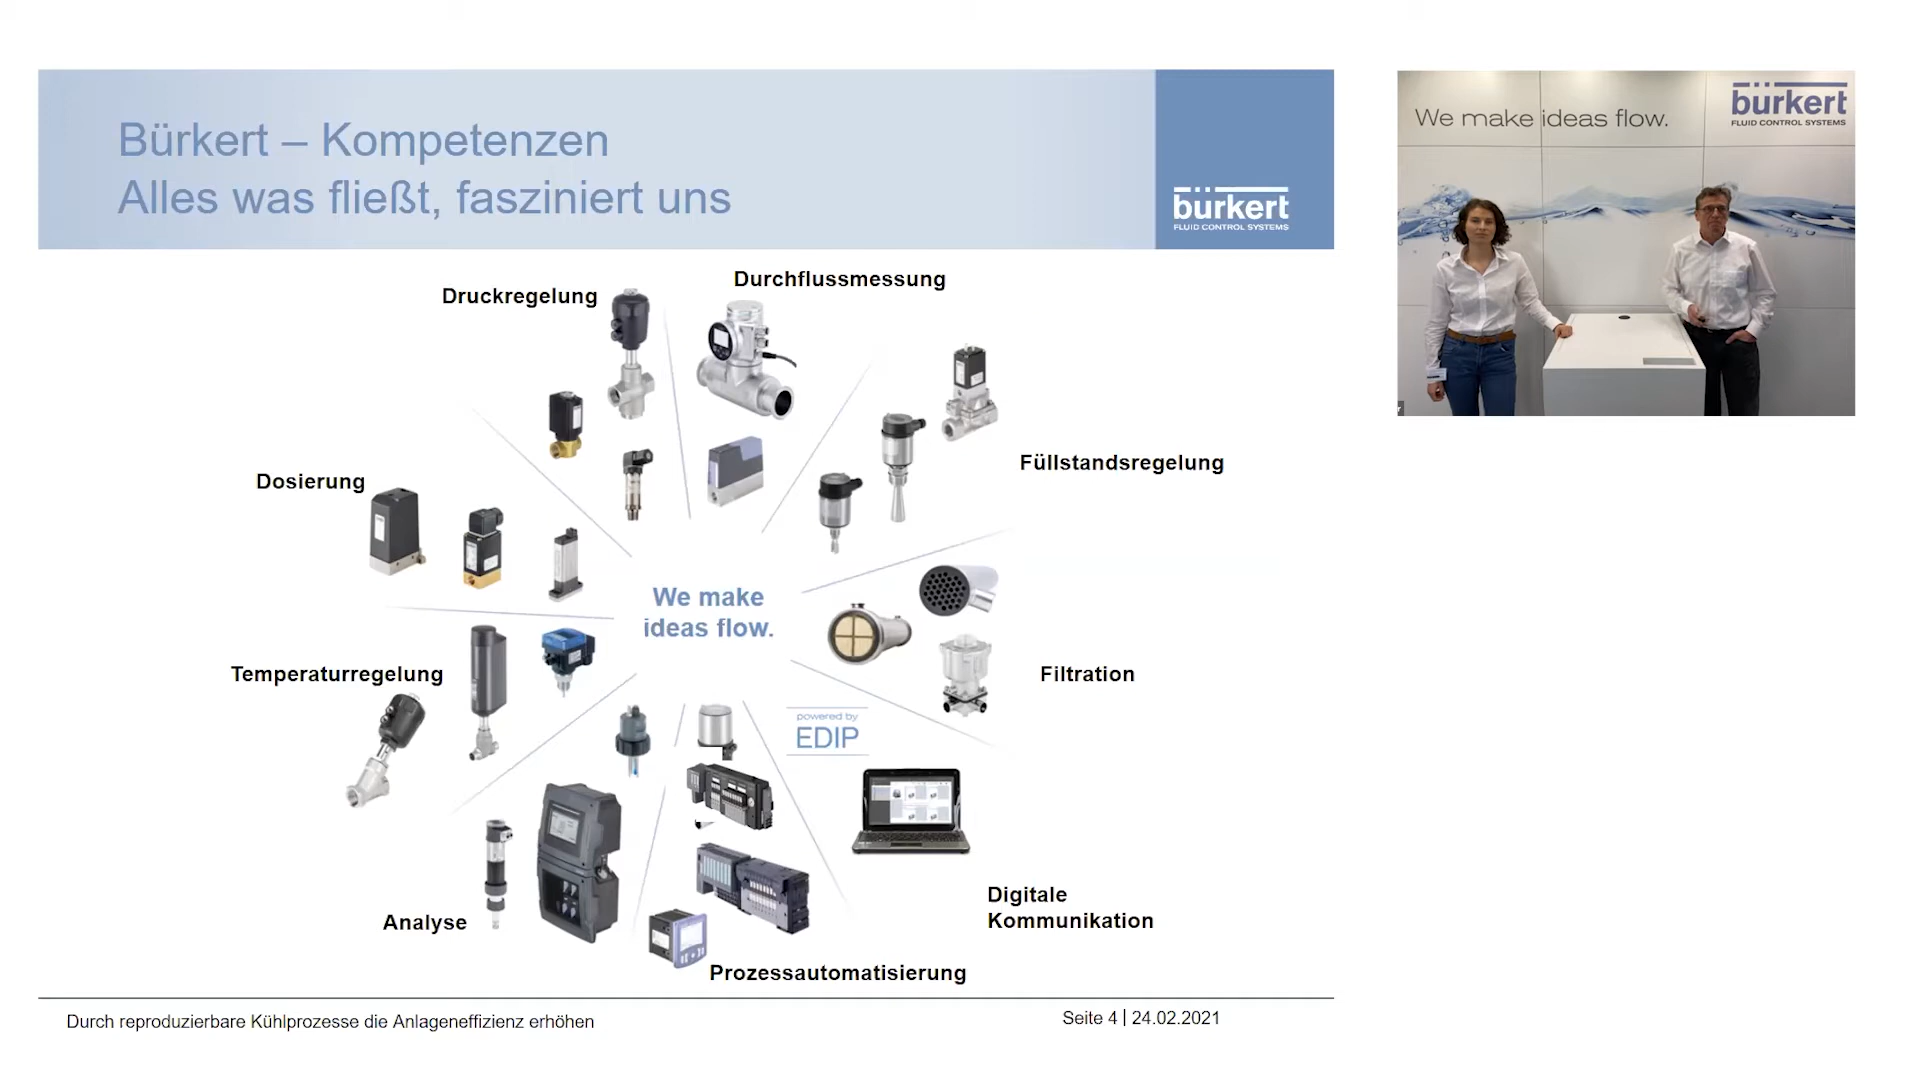 Bürkert – Kompetenzen
Alles was fließt, fasziniert uns
bürkert
FLUID CONTROL SYSTEMS
We make ideas flow.
bürkert
FLUID CONTROL SYSTEMS
Druckregelung
Durchflussmessung
Füllstandsregelung
Dosierung
We make
ideas flow.
Temperaturregelung
Filtration
powered by
EDIP
Analyse
Digitale
Kommunikation
Prozessautomatisierung
Durch reproduzierbare Kühlprozesse die Anlageneffizienz erhöhen
Seite 4 | 24.02.2021